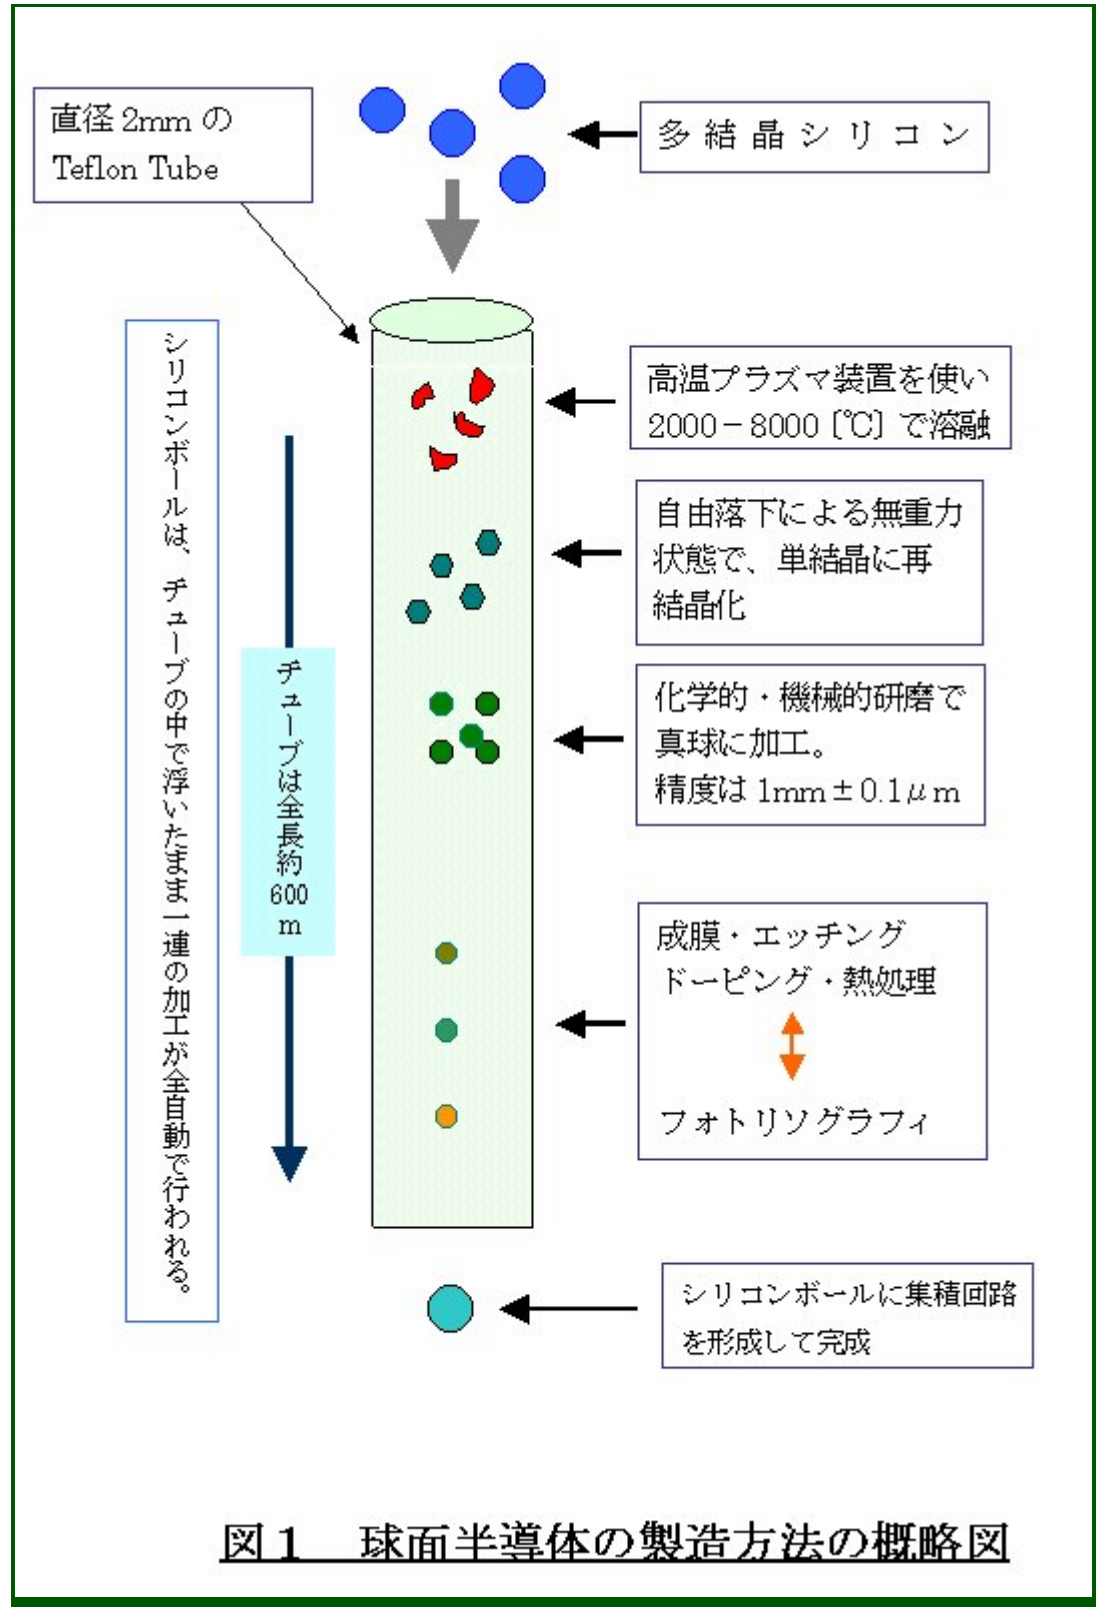 直径2mmの
Teflon Tube
多結晶シリコン
高温プラズマ装置を使い
2000－8000〔℃〕で溶融
自由落下による無重力
状態で、単結晶に再
結晶化
化学的・機械的研磨で
真球に加工。
精度は1mm±0.1μm
成膜・エッチング
ドーピング・熱処理
フォトリソグラフィ
シリコンボールに集積回路
を形成して完成
シリコンボールは、チューブの中で浮いたまま一連の加工が全自動で行われる。
チューブは全長約
600
m
図1　球面半導体の製造方法の概略図